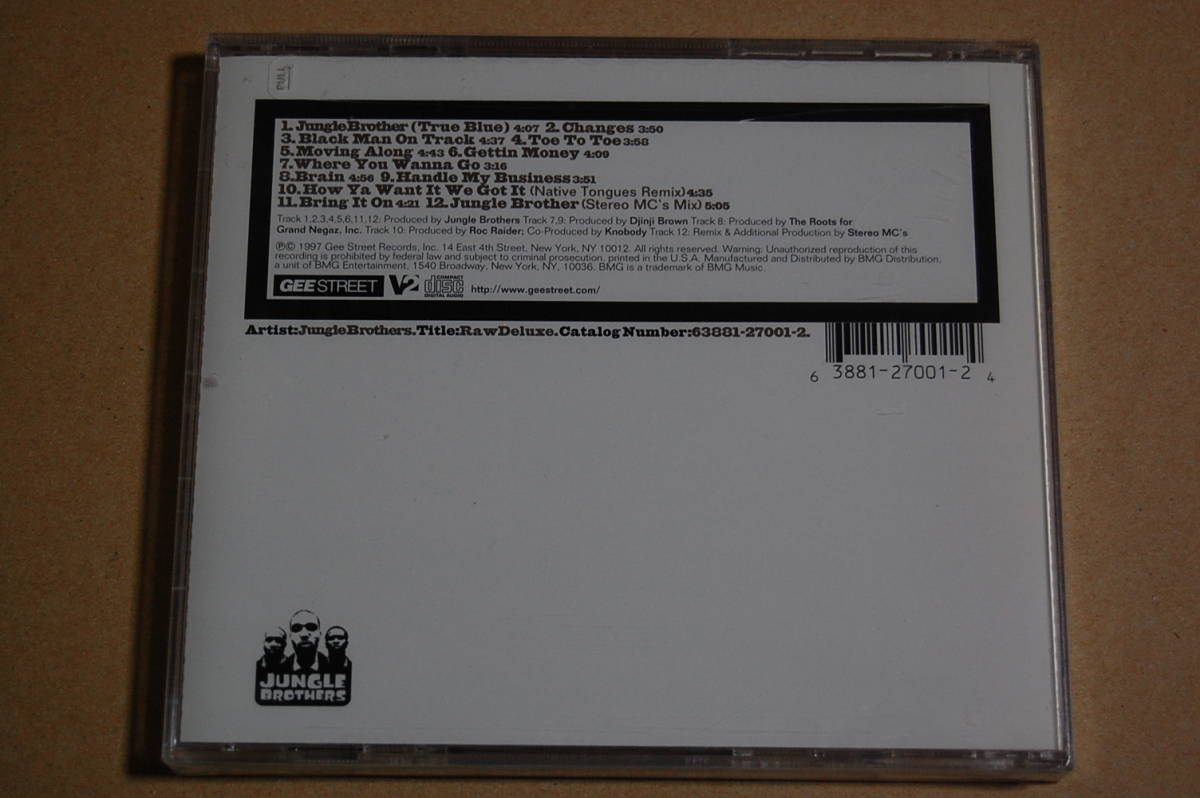 PULL
1. JungleBrother (True Blue) 4:07 2. Changes 3:50
3. Black Man On Track 4:37 4. Toe To Toe 3:58
5. Moving Along 4:43 6. Gettin Money 4:09
7. Where You Wanna Go 3:16
8. Brain 4:56 9. Handle My Business 3:51
10. How Ya Want It We Got It (Native Tongues Remix) 4:35
11. Bring It On 4:21 12. Jungle Brother (Stereo MC's Mix) 5:05
Track 1,2,3,4,5,6,11,12: Produced by Jungle Brothers Track 7,9: Produced by Djinji Brown Track 8: Produced by The Roots for
Grand Negaz, Inc. Track 10: Produced by Roc Raider; Co-Produced by Knobody Track 12: Remix & Additional Production by Stereo MC's
℗© 1997 Gee Street Records, Inc. 14 East 4th Street, New York, NY 10012. All rights reserved. Warning: Unauthorized reproduction of this
recording is prohibited by federal law and subject to criminal prosecution. printed in the U.S.A. Manufactured and Distributed by BMG Distribution,
a unit of BMG Entertainment, 1540 Broadway, New York, NY, 10036. BMG is a trademark of BMG Music.
GEE STREET V2 COMPACT disc DIGITAL AUDIO http://www.geestreet.com/
Artist:JungleBrothers.Title:RawDeluxe.Catalog Number:63881-27001-2.
6 3881-27001-2 4
JUNGLE
BROTHERS